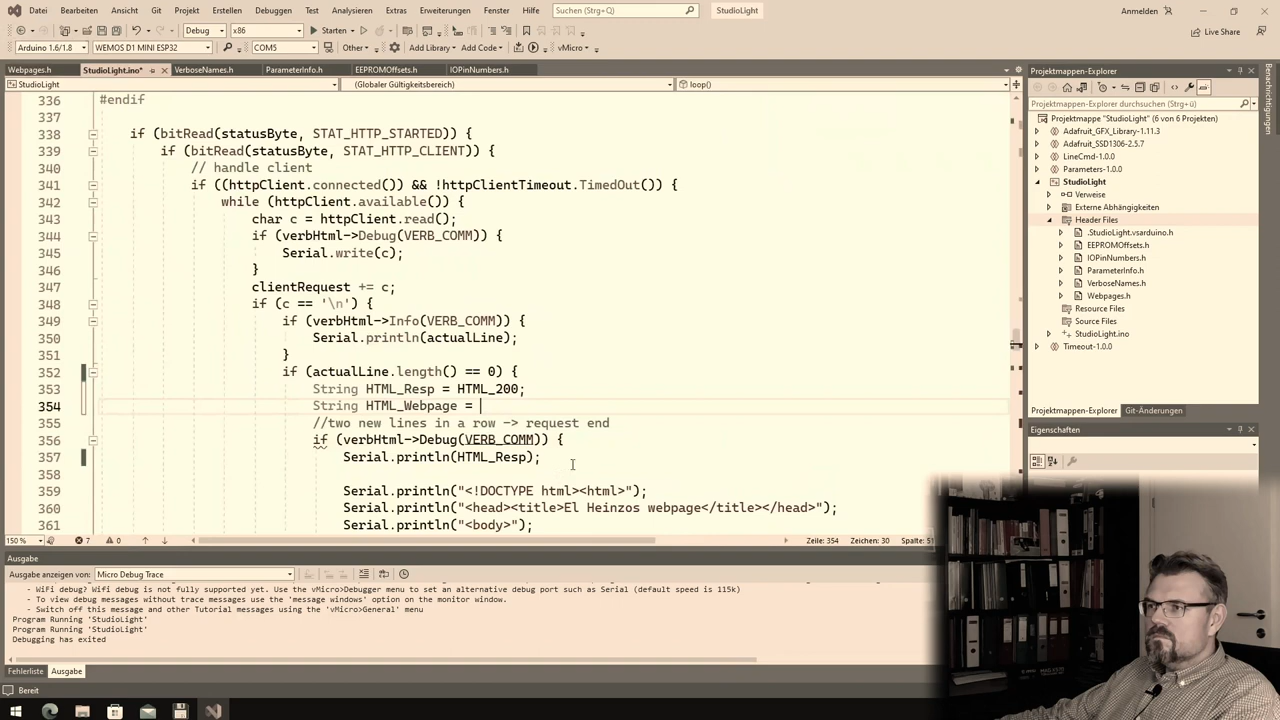 Datei Bearbeiten Ansicht Git Projekt Erstellen Debuggen Test Analysieren Extras Erweiterungen Fenster Hilfe Suchen (Strg+Q) StudioLight Anmelden
Debug x86 Starten Live Share
Arduino 1.6/1.8 WEMOS D1 MINI ESP32 COM5 Other Add Library Add Code vMicro
Webpages.h StudioLight.ino* VerboseNames.h ParameterInfo.h EEPROMOffsets.h IOPinNumbers.h
StudioLight (Globaler Gültigkeitsbereich) loop()
336 #endif
337
338 if (bitRead(statusByte, STAT_HTTP_STARTED)) {
339 if (bitRead(statusByte, STAT_HTTP_CLIENT)) {
340 // handle client
341 if ((httpClient.connected()) && !httpClientTimeout.TimedOut()) {
342 while (httpClient.available()) {
343 char c = httpClient.read();
344 if (verbHtml->Debug(VERB_COMM)) {
345 Serial.write(c);
346 }
347 clientRequest += c;
348 if (c == '\n') {
349 if (verbHtml->Info(VERB_COMM)) {
350 Serial.println(actualLine);
351 }
352 if (actualLine.length() == 0) {
353 String HTML_Resp = HTML_200;
354 String HTML_Webpage =
355 //two new lines in a row -> request end
356 if (verbHtml->Debug(VERB_COMM)) {
357 Serial.println(HTML_Resp);
358
359 Serial.println("<!DOCTYPE html><html>");
360 Serial.println("<head><title>El Heinzos webpage</title></head>");
361 Serial.println("<body>");
150 % 7 0 Zeile: 354 Zeichen: 30 Spalte: 51
Ausgabe
Ausgabe anzeigen von: Micro Debug Trace
- WiFi debug? Wifi debug is not fully supported yet. Use the vMicro>Debugger menu to set an alternative debug port such as Serial (default speed is 115k)
- To view debug messages without trace messages use the 'message windows' option on the monitor window.
- Switch off this message and other Tutorial messages using the 'vMicro>General' menu
Program Running 'StudioLight'
Program Running 'StudioLight'
Debugging has exited
Fehlerliste Ausgabe
Bereit
Projektmappen-Explorer
Projektmappen-Explorer durchsuchen (Strg+ü)
Projektmappe "StudioLight" (6 von 6 Projekten)
Adafruit_GFX_Library-1.11.3
Adafruit_SSD1306-2.5.7
LineCmd-1.0.0
Parameters-1.0.0
StudioLight
Verweise
Externe Abhängigkeiten
Header Files
.StudioLight.vsarduino.h
EEPROMOffsets.h
IOPinNumbers.h
ParameterInfo.h
VerboseNames.h
Webpages.h
Resource Files
Source Files
StudioLight.ino
Timeout-1.0.0
Projektmappen-Explorer Git-Änderungen
Eigenschaften
Benachrichtigungen